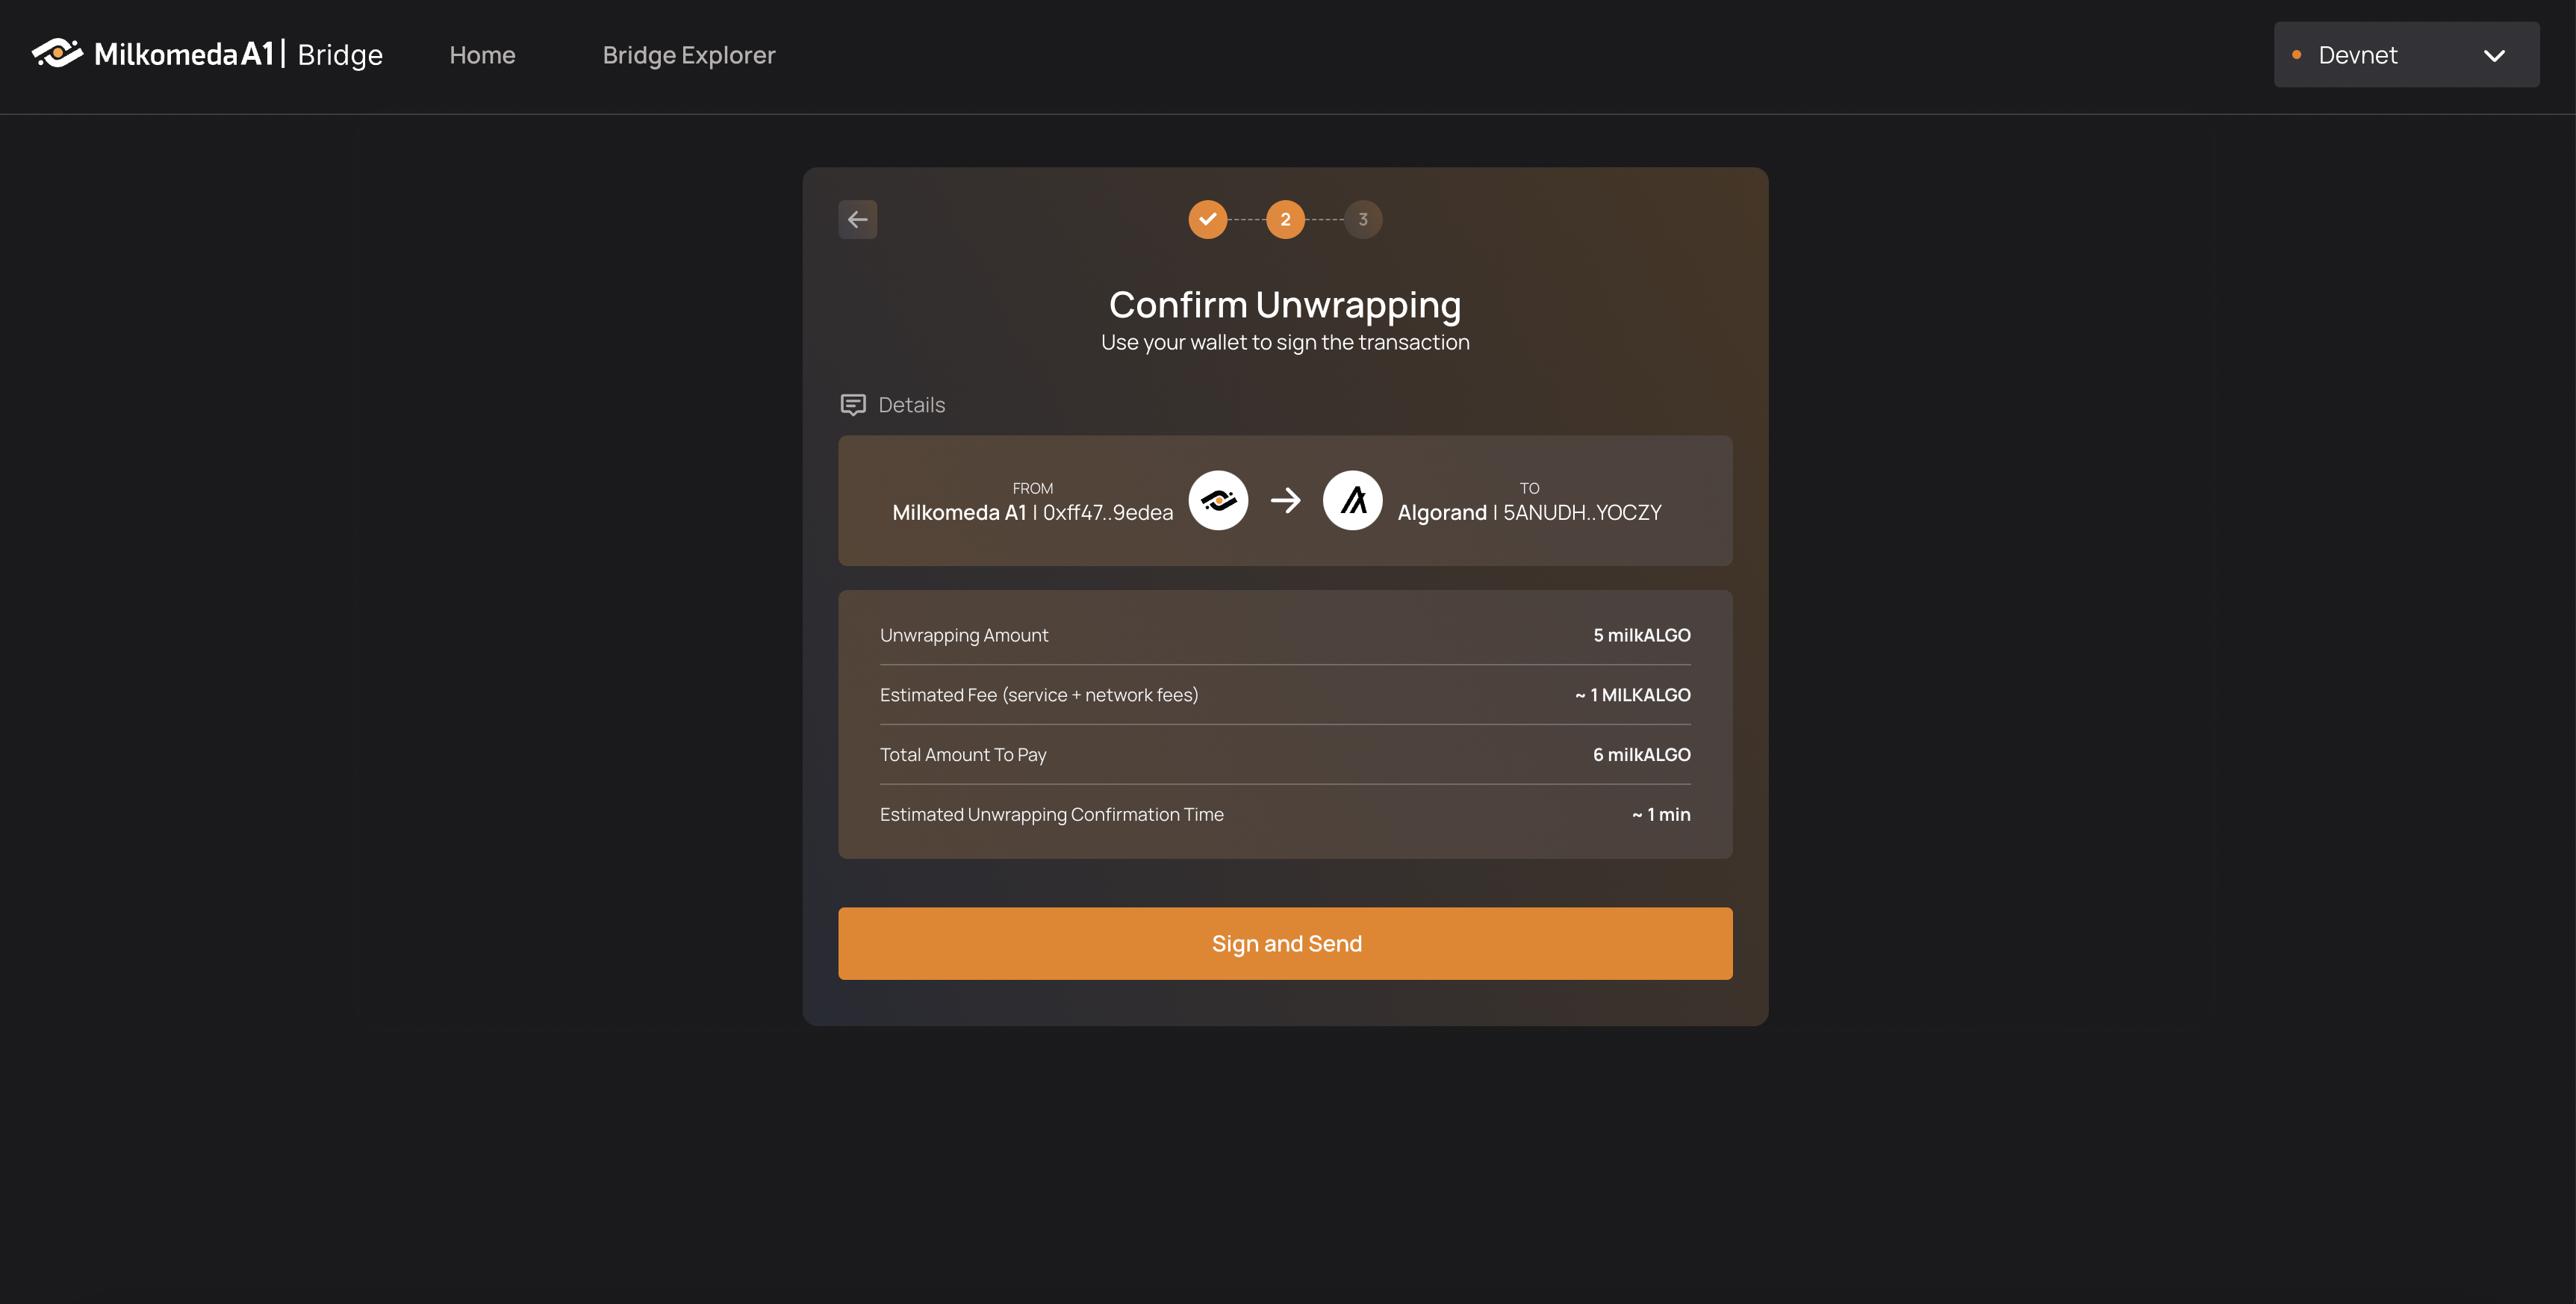 Milkomeda A1 | Bridge
Home
Bridge Explorer
Devnet
2
3
Confirm Unwrapping
Use your wallet to sign the transaction
Details
FROM
Milkomeda A1 | 0xff47..9edea
TO
Algorand | 5ANUDH..YOCZY
Unwrapping Amount 5 milkALGO
Estimated Fee (service + network fees) ~ 1 MILKALGO
Total Amount To Pay 6 milkALGO
Estimated Unwrapping Confirmation Time ~ 1 min
Sign and Send